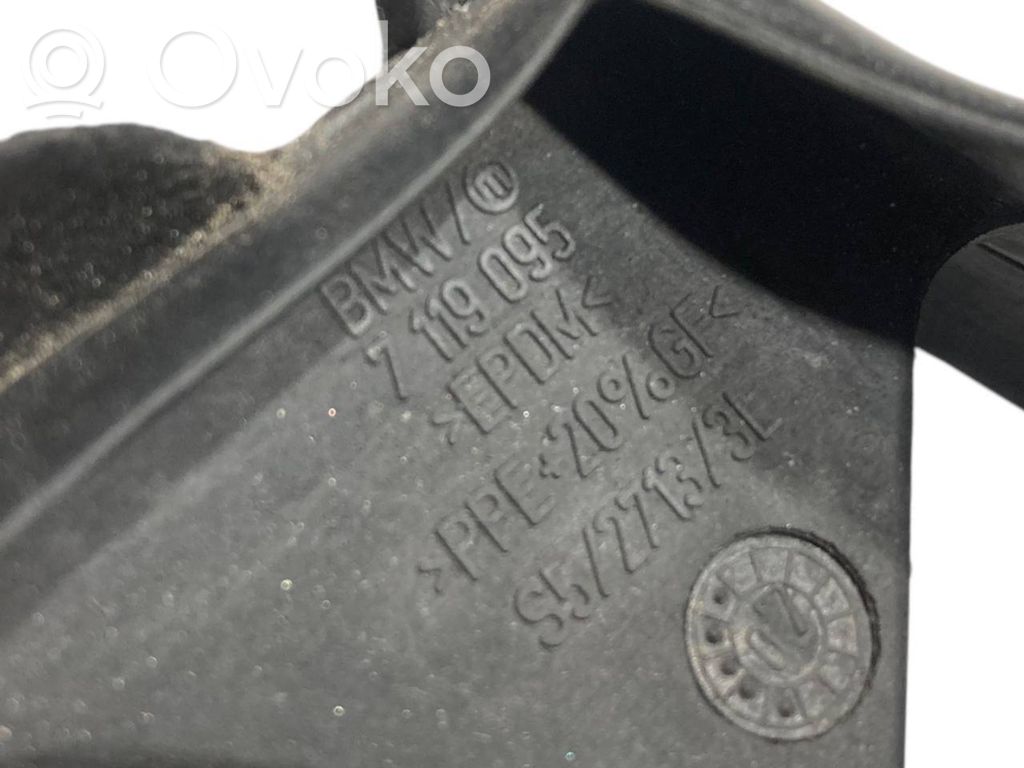 Ovoko
BMW/ⓜ
7 119 095
>EPDM<
>PPE+20%GF<
S5/2713/3L